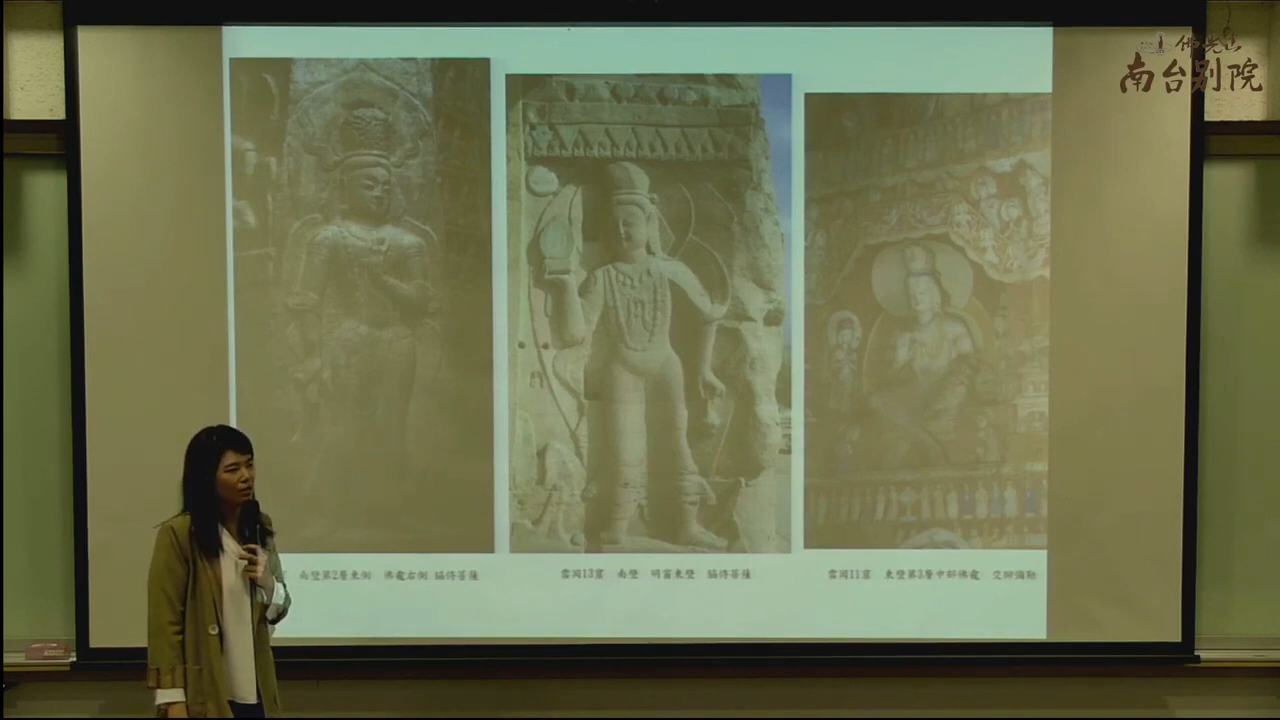 佛光山
南台別院
南壁第2層東側 佛龕右側 脇侍菩薩
雲岡13窟 南壁 明窗東壁 脇侍菩薩
雲岡11窟 東壁第3層中部佛龕 交腳彌勒